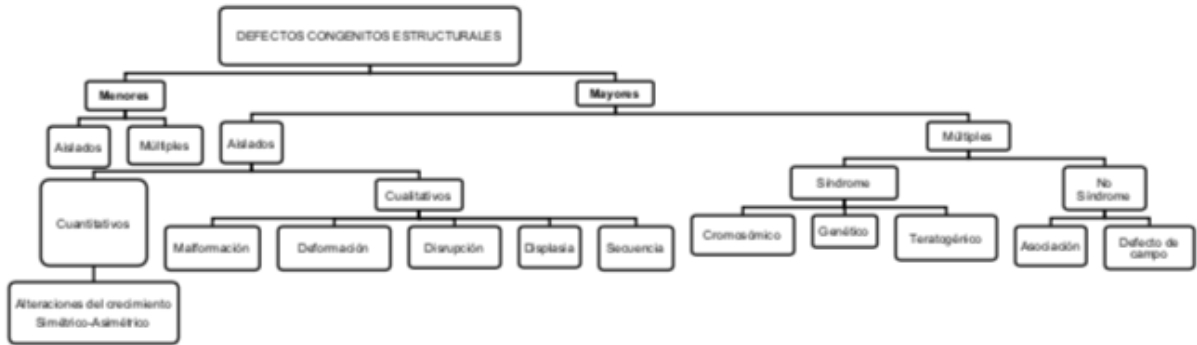 DEFECTOS CONGENITOS ESTRUCTURALES
Menores
Mayores
Aislados
Múltiples
Aislados
Múltiples
Cuantitativos
Cualitativos
Síndrome
No
Síndrome
Malformación
Deformación
Disrupción
Displasia
Secuencia
Cromosómico
Genético
Teratogénico
Asociación
Defecto de
campo
Alteraciones del crecimiento
Simétrico-Asimétrico